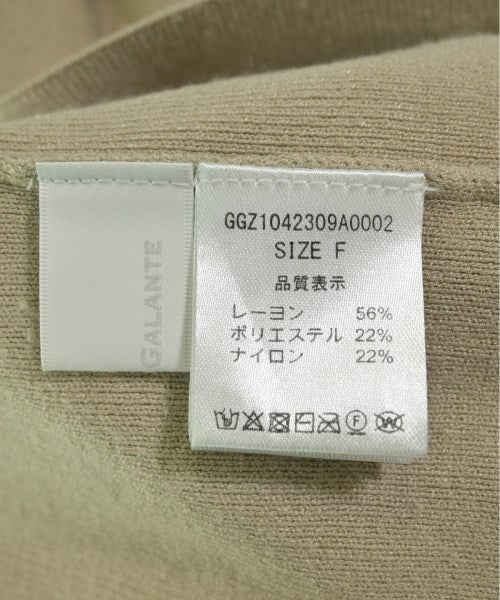 GALANTE
GGZ1042309A0002
SIZE F
品質表示
レーヨン 56%
ポリエステル 22%
ナイロン 22%